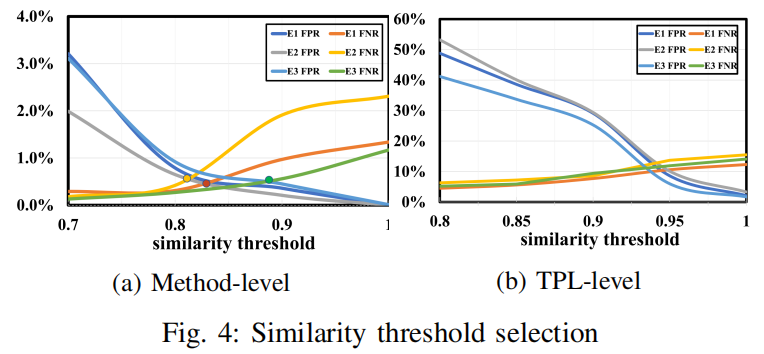 4.0%
3.0%
2.0%
1.0%
0.0%
E1 FPR E1 FNR
E2 FPR E2 FNR
E3 FPR E3 FNR
0.7 0.8 0.9 1
similarity threshold
(a) Method-level
60%
50%
40%
30%
20%
10%
0%
E1 FPR E1 FNR
E2 FPR E2 FNR
E3 FPR E3 FNR
0.8 0.85 0.9 0.95 1
similarity threshold
(b) TPL-level
Fig. 4: Similarity threshold selection